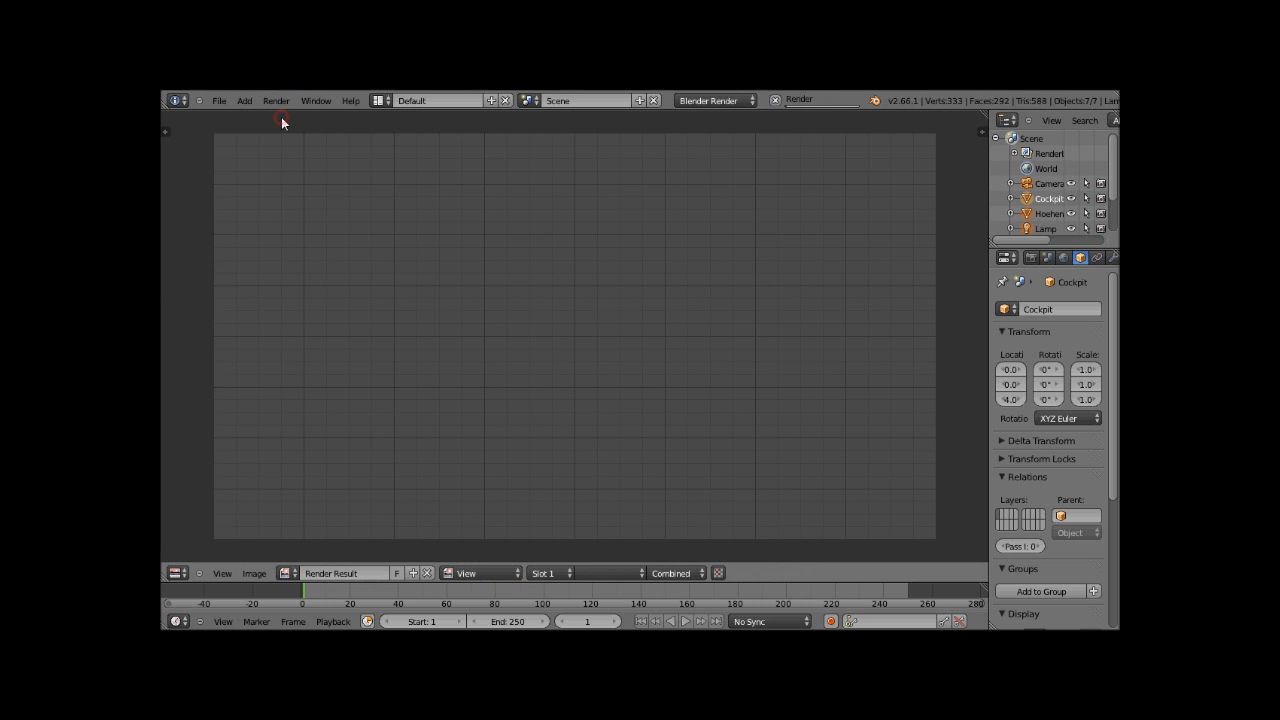 File Add Render Window Help Default Scene Blender Render Render v2.66.1 | Verts:333 | Faces:292 | Tris:588 | Objects:7/7 | Lam
View Search A
Scene
Renderl
World
Camera
Cockpit
Hoehen
Lamp
Cockpit
Cockpit
Transform
Locati Rotati Scale:
0.0 0° 1.0
0.0 0° 1.0
4.0 0° 1.0
Rotatio XYZ Euler
Delta Transform
Transform Locks
Relations
Layers: Parent:
Object
Pass I: 0
Groups
Add to Group
Display
View Image Render Result F View Slot 1 Combined
-40 -20 0 20 40 60 80 100 120 140 160 180 200 220 240 260 280
View Marker Frame Playback Start: 1 End: 250 1 No Sync